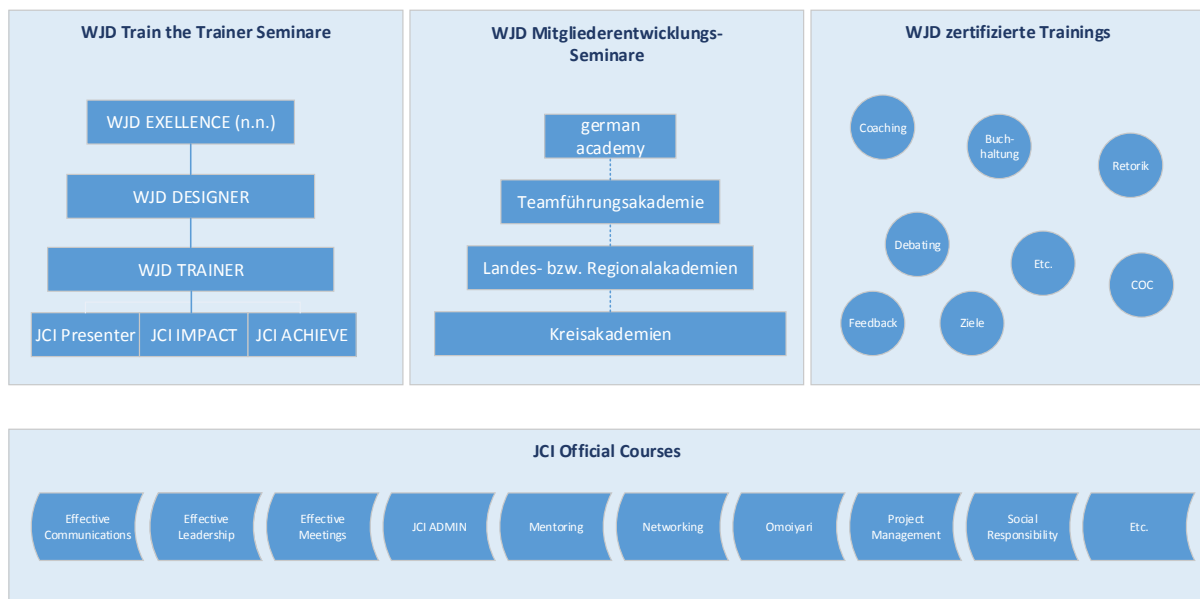 WJD Train the Trainer Seminare
WJD EXELLENCE (n.n.)
WJD DESIGNER
WJD TRAINER
JCI Presenter
JCI IMPACT
JCI ACHIEVE
WJD Mitgliederentwicklungs-
Seminare
german
academy
Teamführungsakademie
Landes- bzw. Regionalakademien
Kreisakademien
WJD zertifizierte Trainings
Coaching
Buch-
haltung
Retorik
Debating
Etc.
COC
Feedback
Ziele
JCI Official Courses
Effective
Communications
Effective
Leadership
Effective
Meetings
JCI ADMIN
Mentoring
Networking
Omoiyari
Project
Management
Social
Responsibility
Etc.